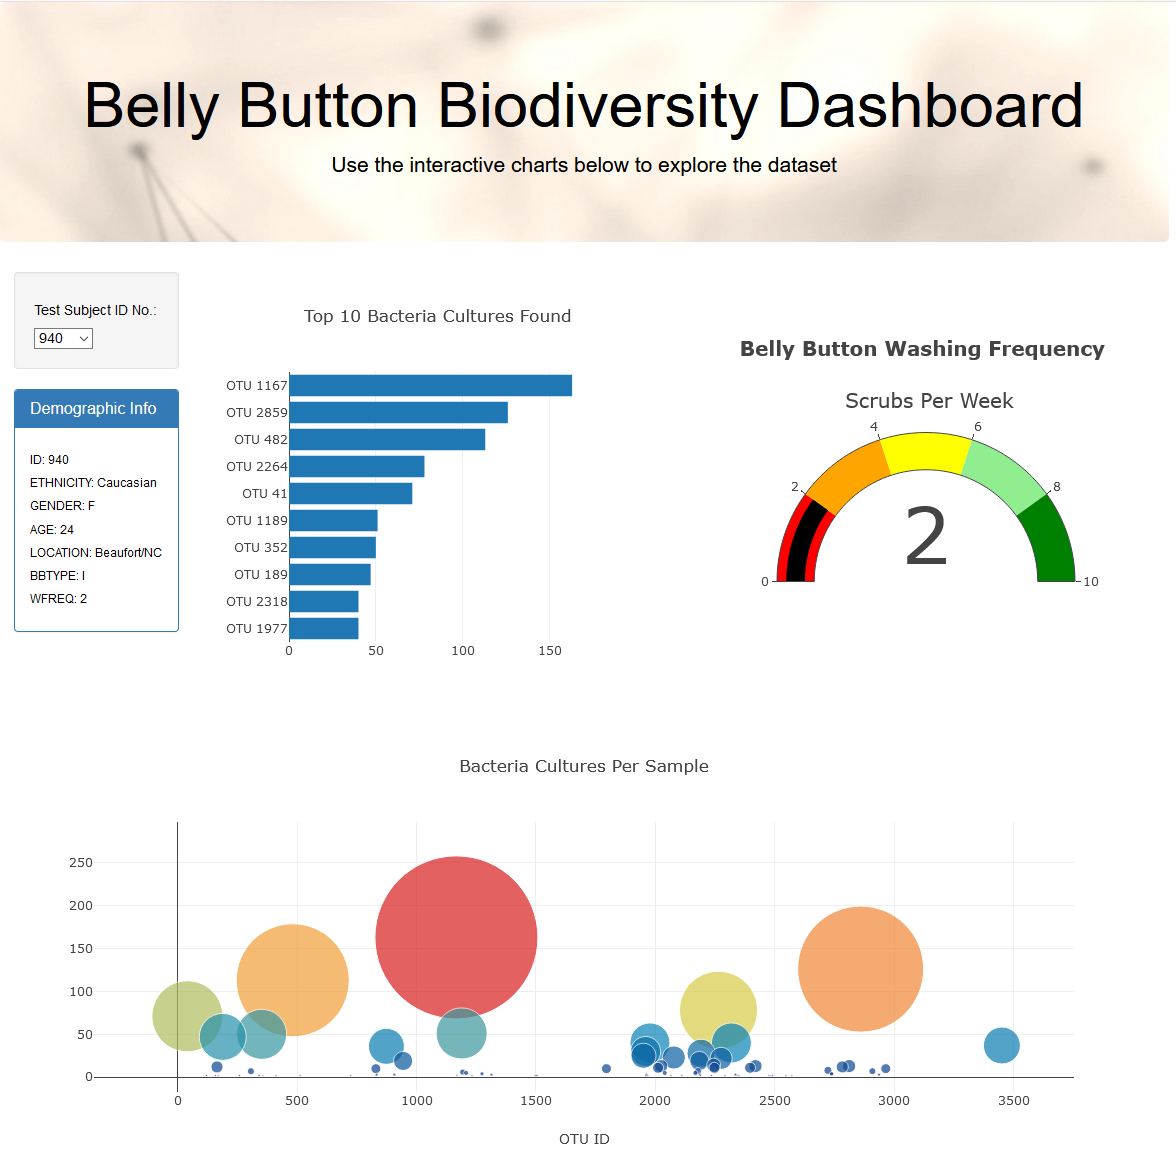 Belly Button Biodiversity Dashboard
Use the interactive charts below to explore the dataset
Test Subject ID No.:
940
Demographic Info
ID: 940
ETHNICITY: Caucasian
GENDER: F
AGE: 24
LOCATION: Beaufort/NC
BBTYPE: I
WFREQ: 2
Top 10 Bacteria Cultures Found
OTU 1167
OTU 2859
OTU 482
OTU 2264
OTU 41
OTU 1189
OTU 352
OTU 189
OTU 2318
OTU 1977
0 50 100 150
Belly Button Washing Frequency
Scrubs Per Week
4 6
2 8
2
0 10
Bacteria Cultures Per Sample
250
200
150
100
50
0
0 500 1000 1500 2000 2500 3000 3500
OTU ID